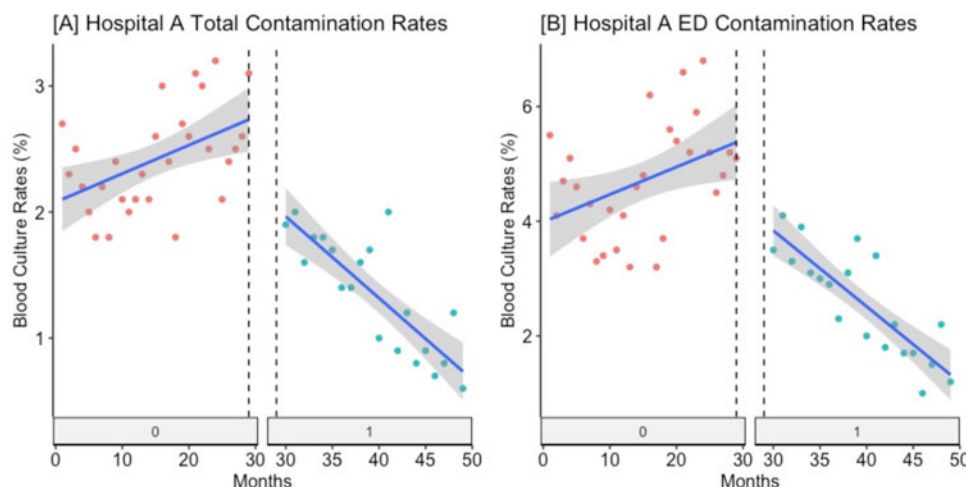 [A] Hospital A Total Contamination Rates
Blood Culture Rates (%)
3
2
1
0
1
0 10 20 30
30 35 40 45 50
Months
[B] Hospital A ED Contamination Rates
Blood Culture Rates (%)
6
4
2
0
1
0 10 20 30
30 35 40 45 50
Months